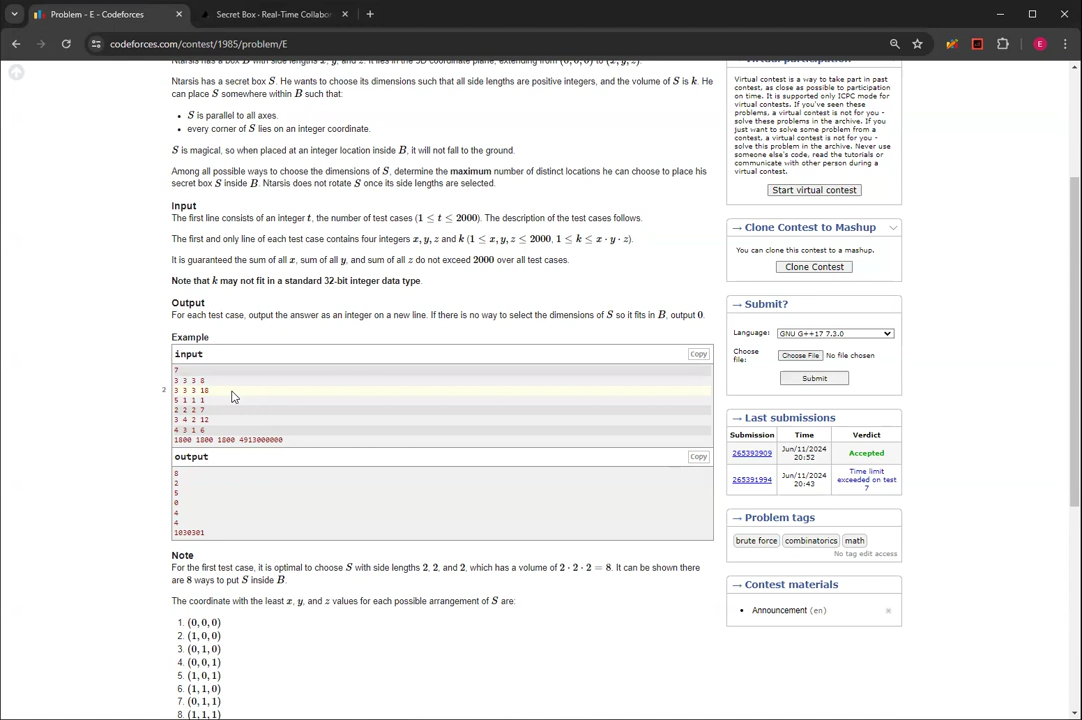 Problem - E - Codeforces
Secret Box - Real-Time Collabor
codeforces.com/contest/1985/problem/E
E
Ntarsis has a box B with side lengths x, y, and z. It lies in the 3D coordinate plane, extending from (0, 0, 0) to (x, y, z).
Ntarsis has a secret box S. He wants to choose its dimensions such that all side lengths are positive integers, and the volume of S is k. He
can place S somewhere within B such that:
• S is parallel to all axes.
• every corner of S lies on an integer coordinate.
S is magical, so when placed at an integer location inside B, it will not fall to the ground.
Among all possible ways to choose the dimensions of S, determine the maximum number of distinct locations he can choose to place his
secret box S inside B. Ntarsis does not rotate S once its side lengths are selected.
Input
The first line consists of an integer t, the number of test cases (1 ≤ t ≤ 2000). The description of the test cases follows.
The first and only line of each test case contains four integers x, y, z and k (1 ≤ x, y, z ≤ 2000, 1 ≤ k ≤ x · y · z).
It is guaranteed the sum of all x, sum of all y, and sum of all z do not exceed 2000 over all test cases.
Note that k may not fit in a standard 32-bit integer data type.
Output
For each test case, output the answer as an integer on a new line. If there is no way to select the dimensions of S so it fits in B, output 0.
Example
input
Copy
7
3 3 3 8
2
3 3 3 18
5 1 1 1
2 2 2 7
3 4 2 12
4 3 1 6
1800 1800 1800 4913000000
output
Copy
8
2
5
0
4
4
1030301
Note
For the first test case, it is optimal to choose S with side lengths 2, 2, and 2, which has a volume of 2 · 2 · 2 = 8. It can be shown there
are 8 ways to put S inside B.
The coordinate with the least x, y, and z values for each possible arrangement of S are:
1. (0, 0, 0)
2. (1, 0, 0)
3. (0, 1, 0)
4. (0, 0, 1)
5. (1, 0, 1)
6. (1, 1, 0)
7. (0, 1, 1)
8. (1, 1, 1)
→ Virtual participation
Virtual contest is a way to take part in past
contest, as close as possible to participation
on time. It is supported only ICPC mode for
virtual contests. If you've seen these
problems, a virtual contest is not for you -
solve these problems in the archive. If you
just want to solve some problem from a
contest, a virtual contest is not for you -
solve this problem in the archive. Never use
someone else's code, read the tutorials or
communicate with other person during a
virtual contest.
Start virtual contest
→ Clone Contest to Mashup
You can clone this contest to a mashup.
Clone Contest
→ Submit?
Language: GNU G++17 7.3.0
Choose
file:
Choose File No file chosen
Submit
→ Last submissions
Submission Time Verdict
265393909 Jun/11/2024 20:52 Accepted
265391994 Jun/11/2024 20:43 Time limit exceeded on test 7
→ Problem tags
brute force combinatorics math
No tag edit access
→ Contest materials
• Announcement (en)